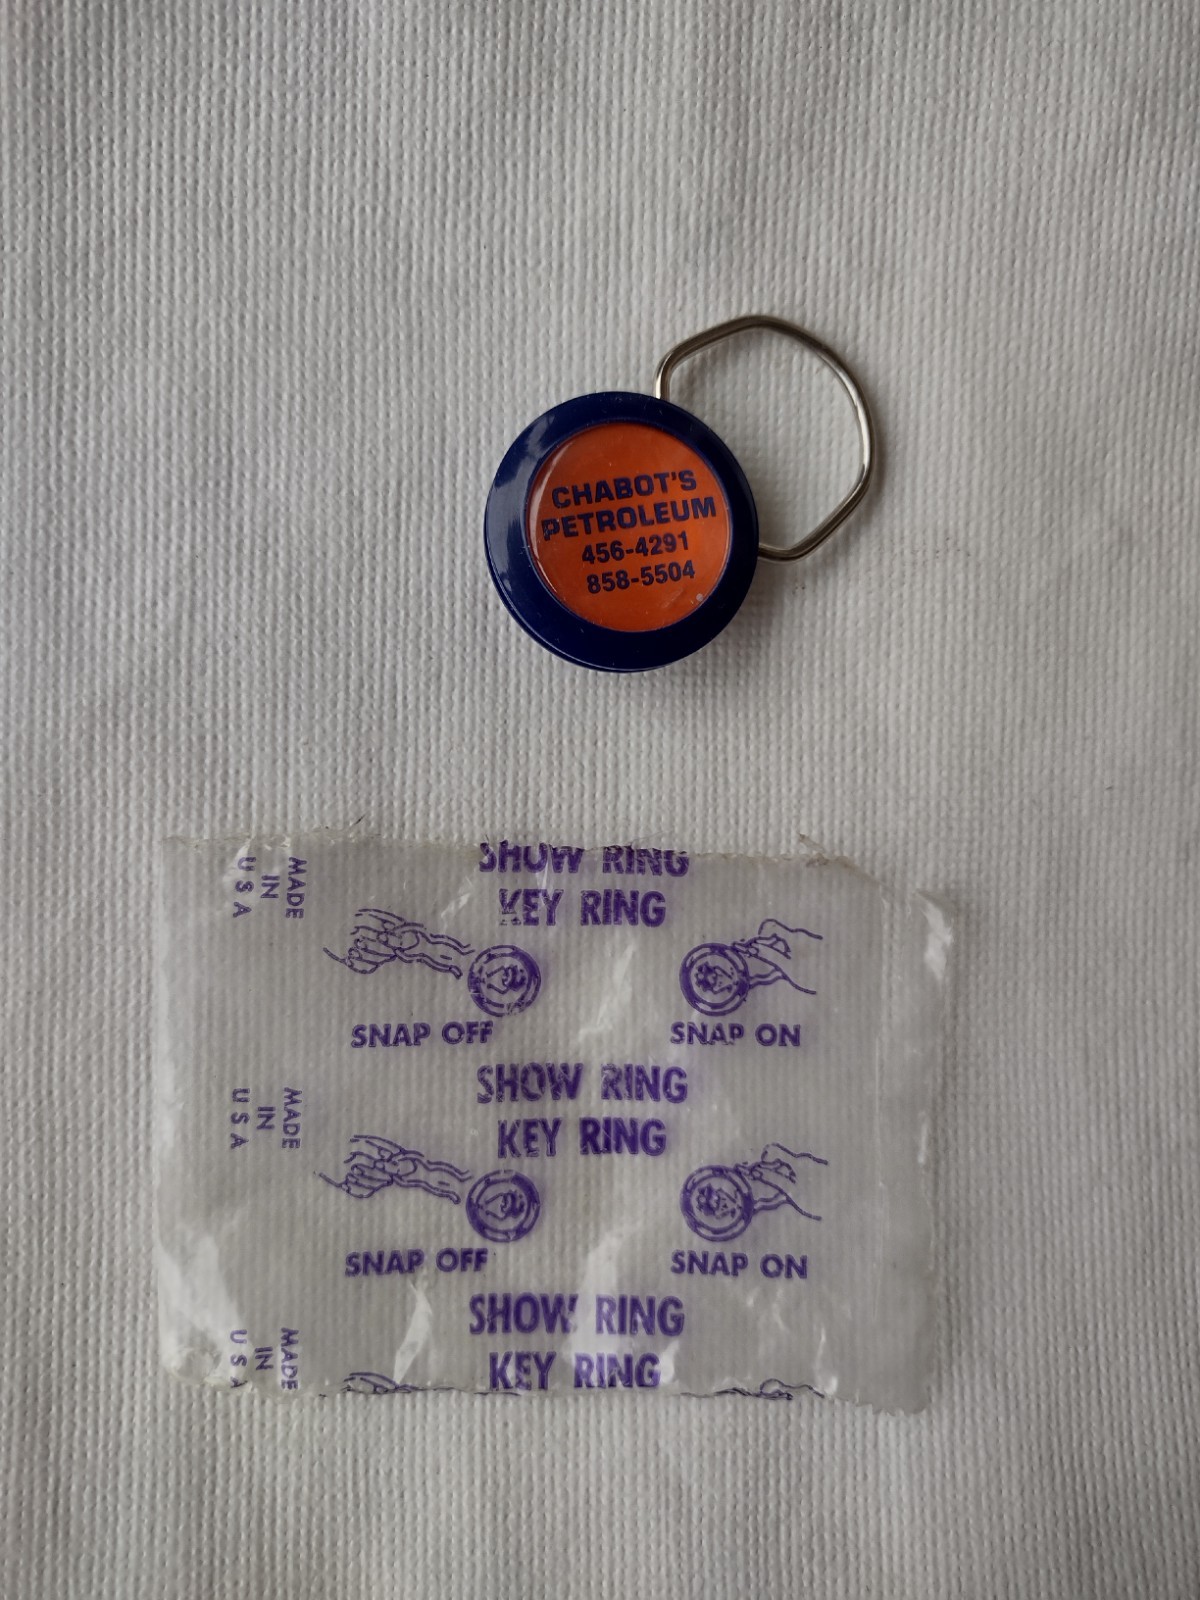 CHABOT'S
PETROLEUM
456-4291
858-5504
SHOW RING
KEY RING
MADE
IN
USA
SNAP OFF
SNAP ON
SHOW RING
KEY RING
MADE
IN
USA
SNAP OFF
SNAP ON
SHOW RING
KEY RING
MADE
IN
USA